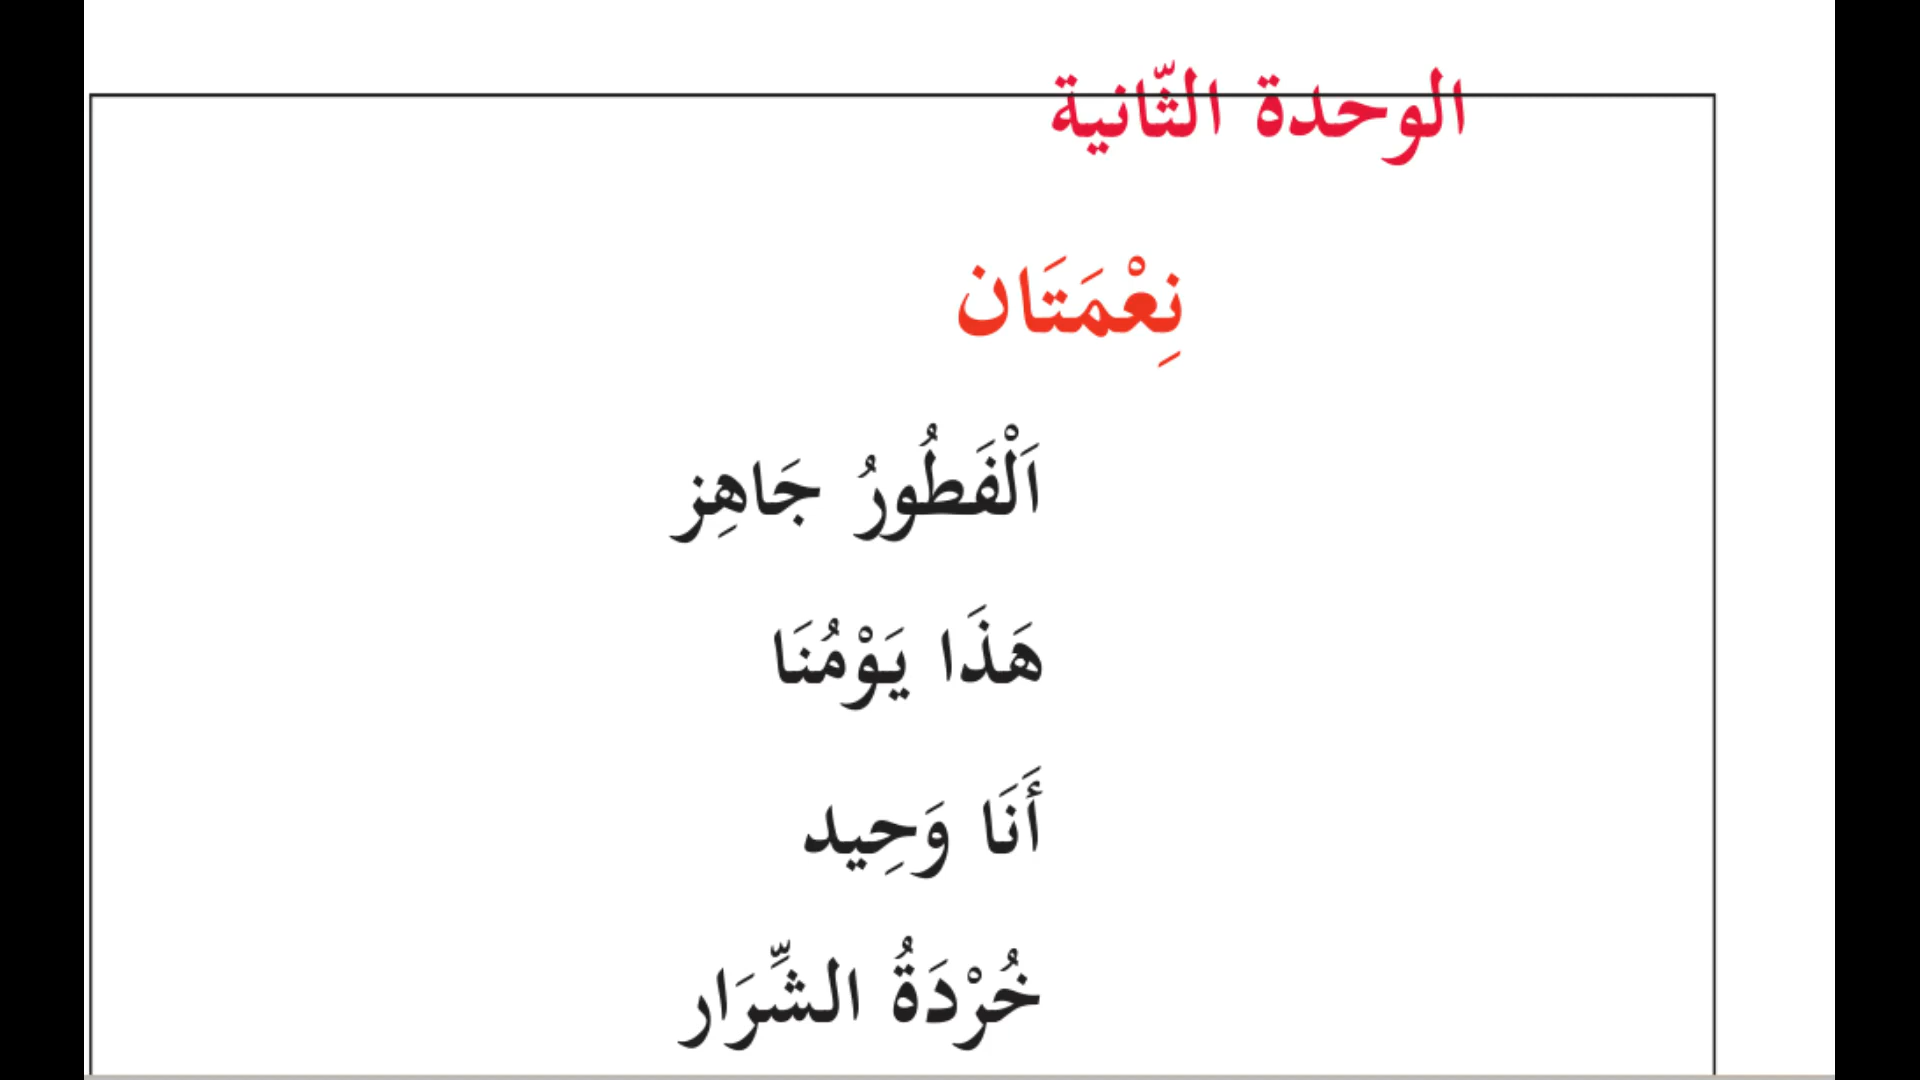 الوحدة الثّانية
نِعْمَتَان
اَلْفَطُورُ جَاهِز
هَذَا يَوْمُنَا
أَنَا وَحِيد
خُرْدَةُ الشِّرَار